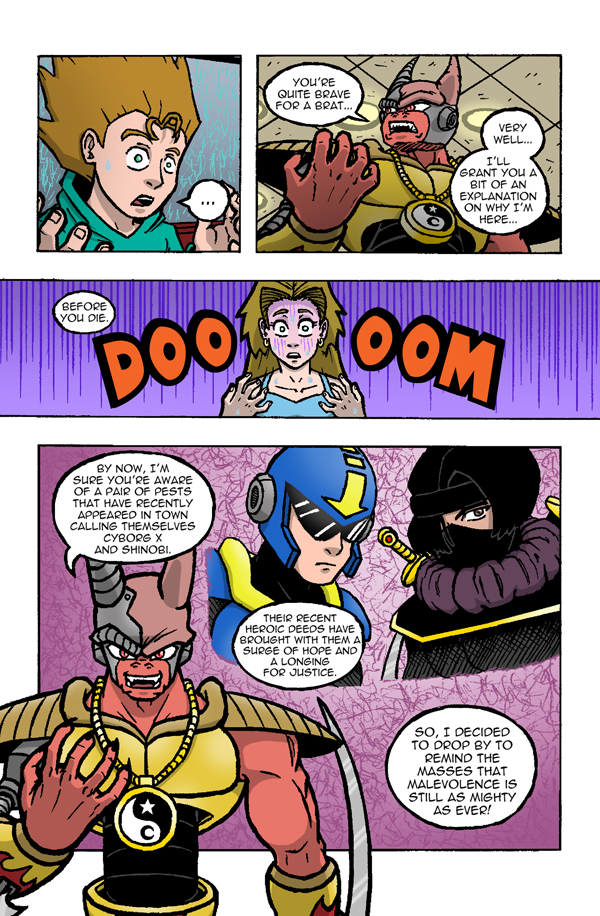 ...
YOU'RE
QUITE BRAVE
FOR A BRAT...
VERY
WELL...
I'LL
GRANT YOU
A BIT OF AN
EXPLANATION
ON WHY I'M
HERE...
BEFORE
YOU DIE.
DOO OOM
BY NOW, I'M
SURE YOU'RE AWARE
OF A PAIR OF PESTS
THAT HAVE RECENTLY
APPEARED IN TOWN
CALLING THEMSELVES
CYBORG X
AND SHINOBI.
THEIR RECENT
HEROIC DEEDS HAVE
BROUGHT WITH THEM A
SURGE OF HOPE AND
A LONGING
FOR JUSTICE.
SO, I DECIDED
TO DROP BY TO
REMIND THE
MASSES THAT
MALEVOLENCE IS
STILL AS MIGHTY
AS EVER!